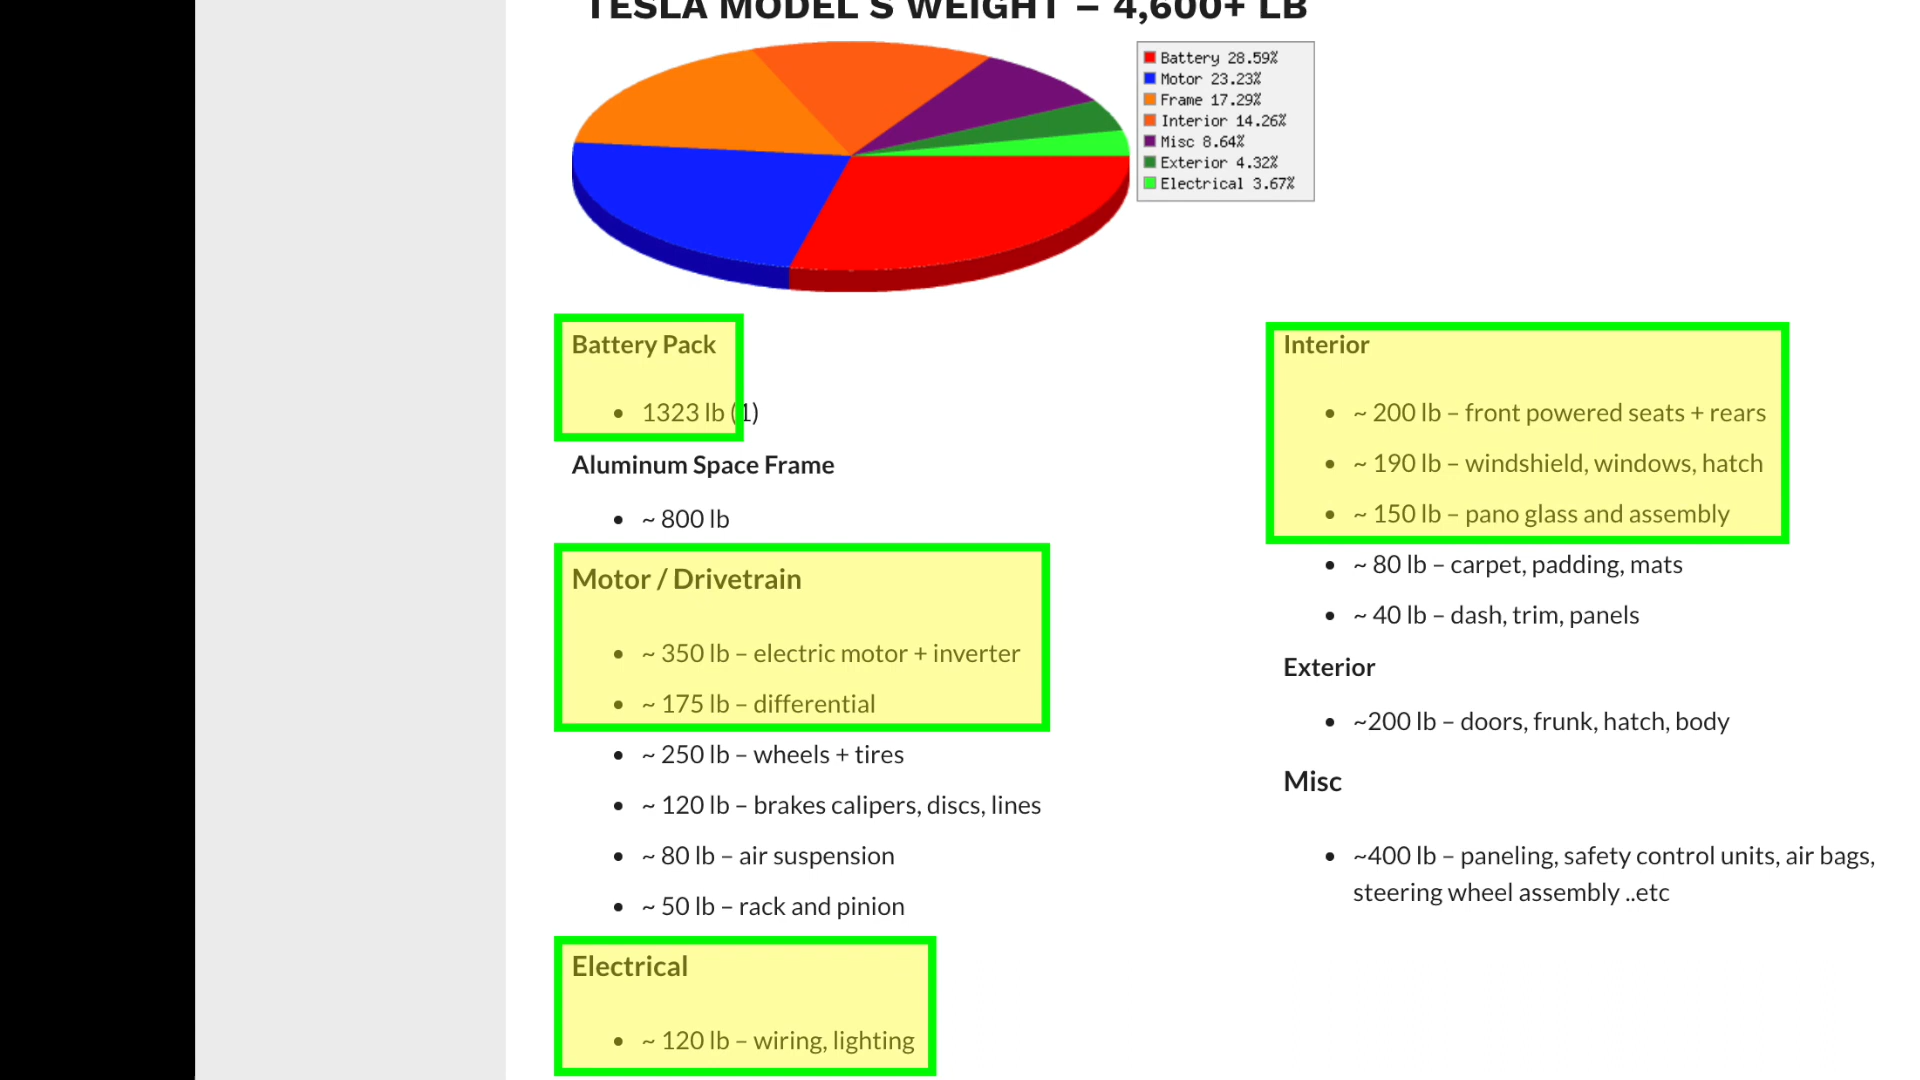 TESLA MODEL S WEIGHT – 4,600+ LB
Battery 28.59%
Motor 23.23%
Frame 17.29%
Interior 14.26%
Misc 8.64%
Exterior 4.32%
Electrical 3.67%
Battery Pack
• 1323 lb (1)
Aluminum Space Frame
• ~ 800 lb
Motor / Drivetrain
• ~ 350 lb – electric motor + inverter
• ~ 175 lb – differential
• ~ 250 lb – wheels + tires
• ~ 120 lb – brakes calipers, discs, lines
• ~ 80 lb – air suspension
• ~ 50 lb – rack and pinion
Electrical
• ~ 120 lb – wiring, lighting
Interior
• ~ 200 lb – front powered seats + rears
• ~ 190 lb – windshield, windows, hatch
• ~ 150 lb – pano glass and assembly
• ~ 80 lb – carpet, padding, mats
• ~ 40 lb – dash, trim, panels
Exterior
• ~200 lb – doors, frunk, hatch, body
Misc
• ~400 lb – paneling, safety control units, air bags,
steering wheel assembly ..etc